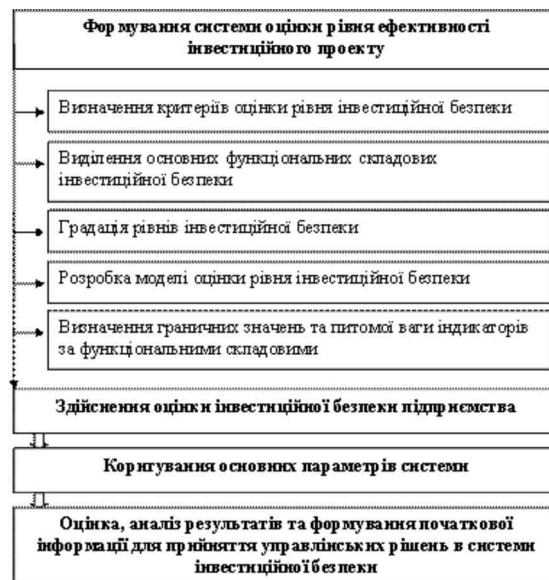 Формування системи оцінки рівня ефективності
інвестиційного проекту
Визначення критеріїв оцінки рівня інвестиційної безпеки
Виділення основних функціональних складових
інвестиційної безпеки
Градація рівнів інвестиційної безпеки
Розробка моделі оцінки рівня інвестиційної безпеки
Визначення граничних значень та питомої ваги індикаторів
за функціональними складовими
Здійснення оцінки інвестиційної безпеки підприємства
Коригування основних параметрів системи
Оцінка, аналіз результатів та формування початкової
інформації для прийняття управлінських рішень в системи
інвестиційної безпеки